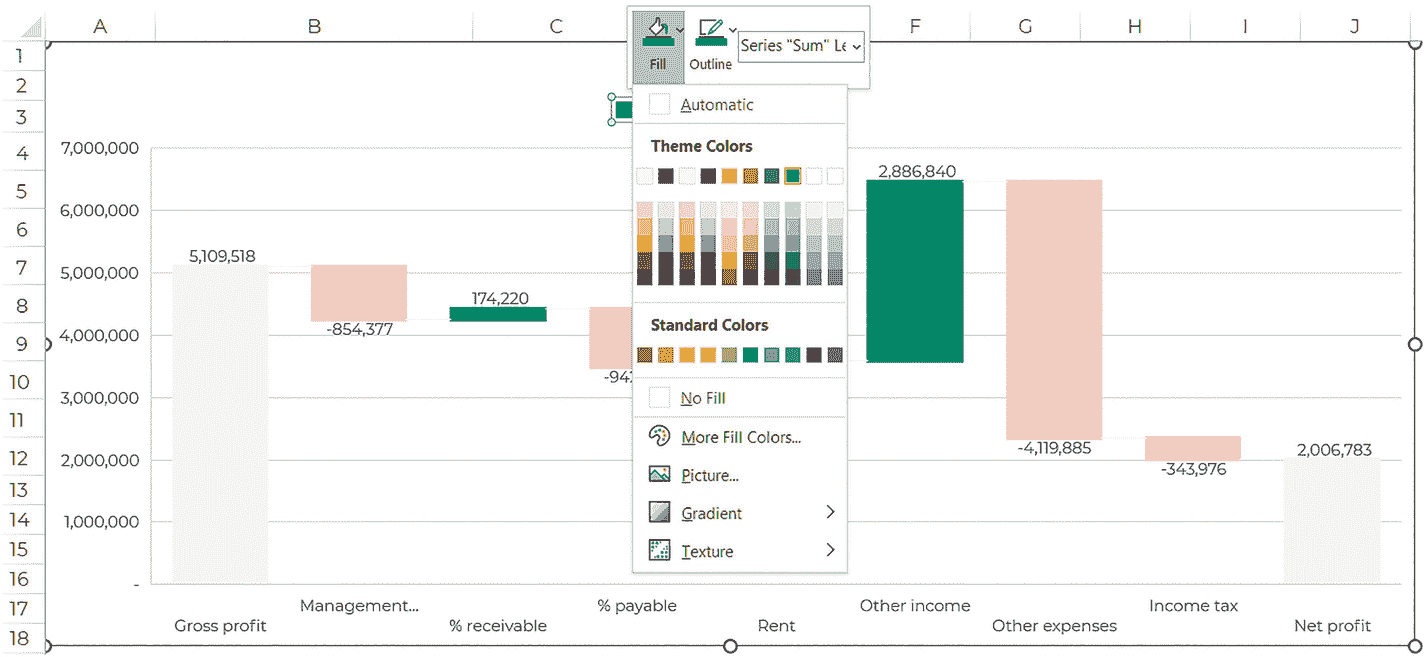 A B C F G H I J
Fill
Outline
Series "Sum" Le
1
2
3
4
5
6
7
8
9
10
11
12
13
14
15
16
17
18
Automatic
Theme Colors
Standard Colors
No Fill
More Fill Colors...
Picture...
Gradient
Texture
7,000,000
6,000,000
5,000,000
4,000,000
3,000,000
2,000,000
1,000,000
-
5,109,518
-854,377
174,220
-942
2,886,840
-4,119,885
-343,976
2,006,783
Gross profit
Management...
% receivable
% payable
Rent
Other income
Other expenses
Income tax
Net profit